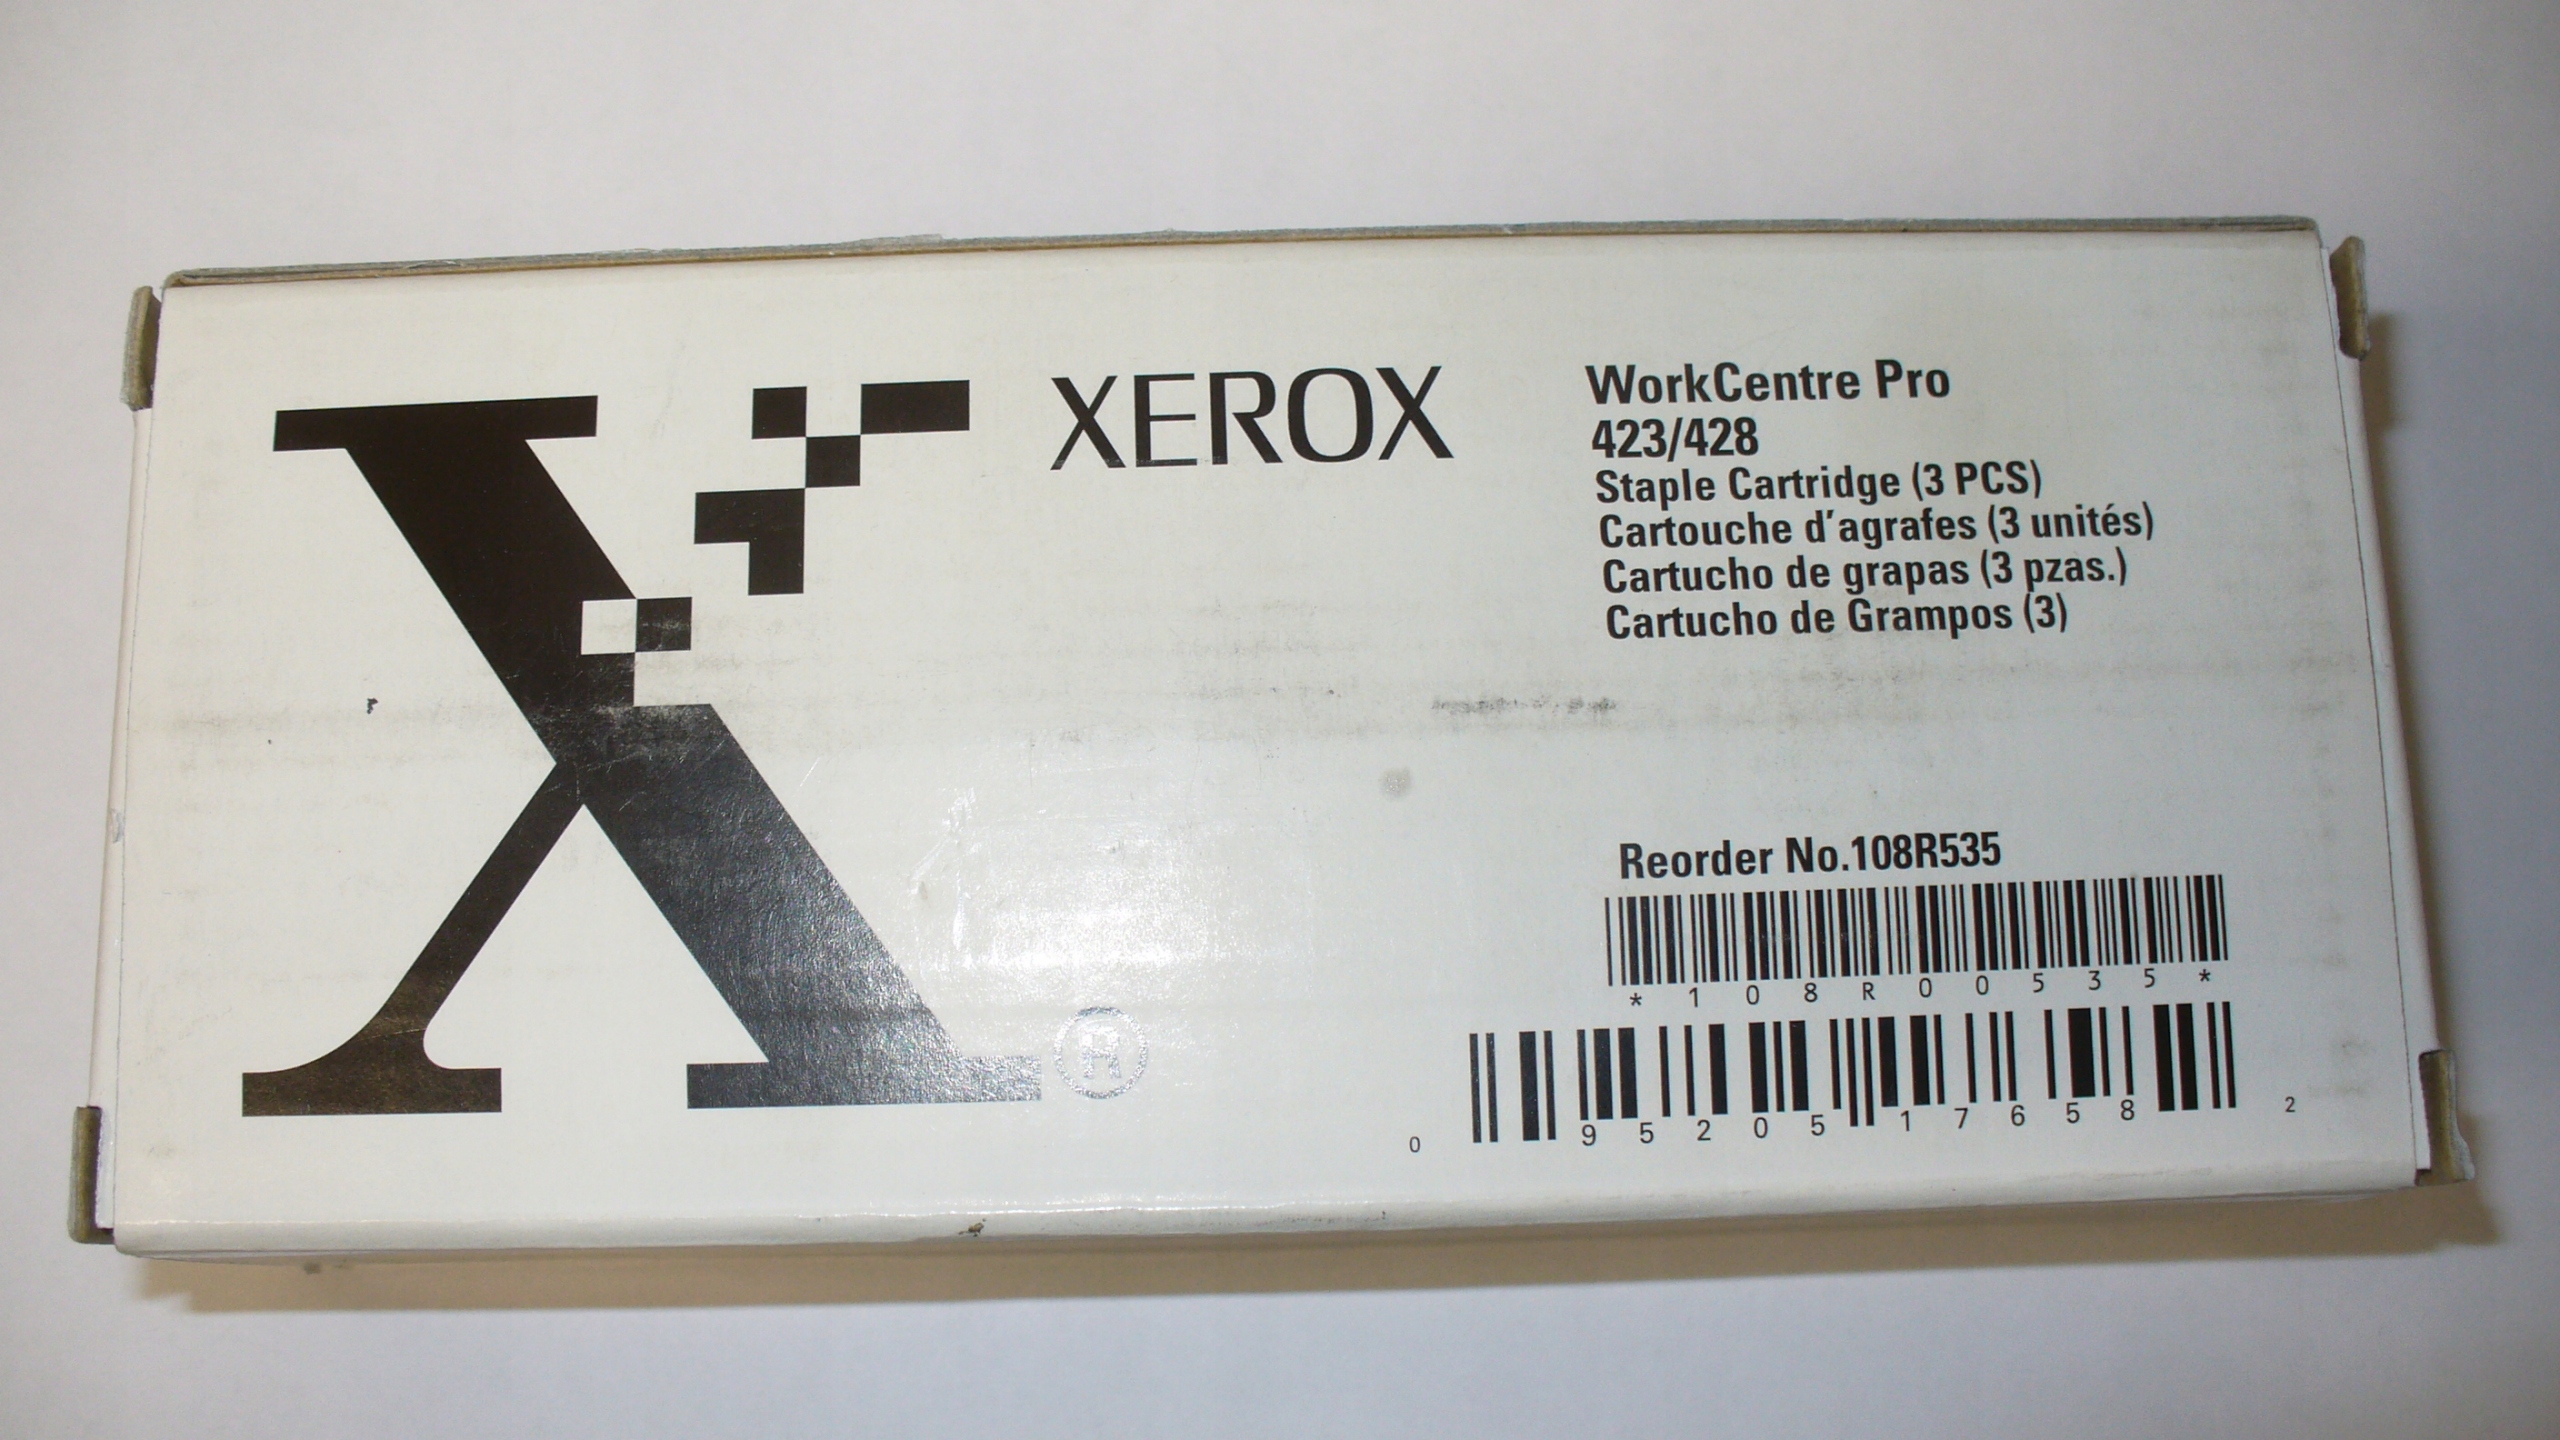 XEROX
WorkCentre Pro
423/428
Staple Cartridge (3 PCS)
Cartouche d'agrafes (3 unités)
Cartucho de grapas (3 pzas.)
Cartucho de Grampos (3)
Reorder No.108R535
*108R00535*
0 95205 17658 2
X
®